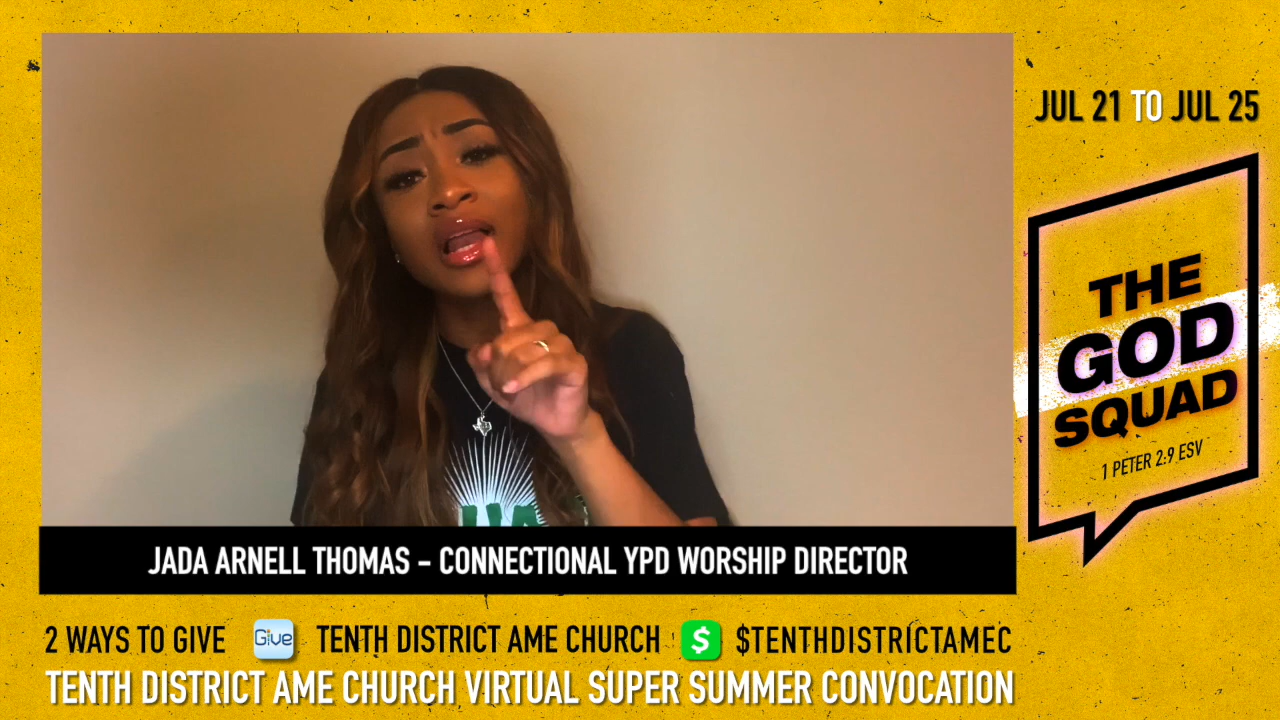 JUL 21 TO JUL 25
THE
GOD
SQUAD
1 PETER 2:9 ESV
JADA ARNELL THOMAS - CONNECTIONAL YPD WORSHIP DIRECTOR
2 WAYS TO GIVE Give TENTH DISTRICT AME CHURCH $ $TENTHDISTRICTAMEC
TENTH DISTRICT AME CHURCH VIRTUAL SUPER SUMMER CONVOCATION